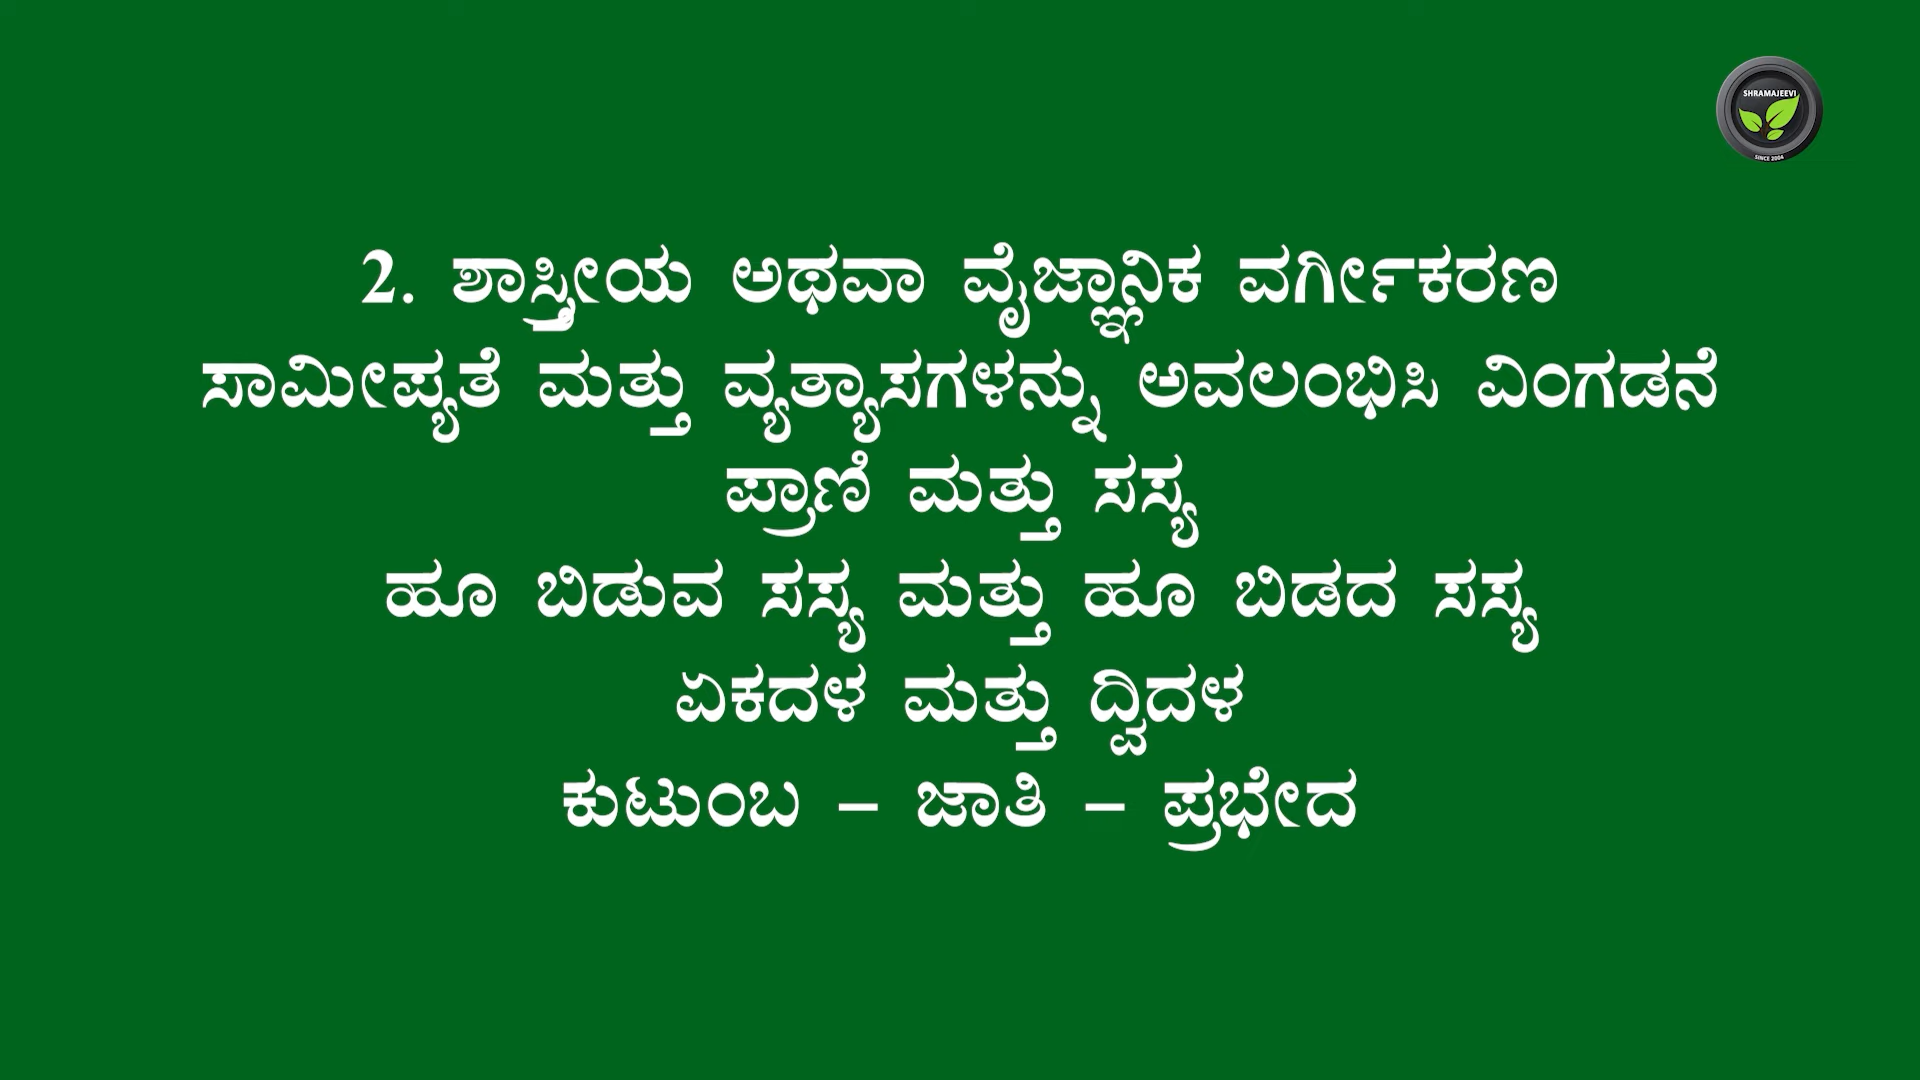 SHRAMAJEEVI
SINCE 2004
2. ಶಾಸ್ತ್ರೀಯ ಅಥವಾ ವೈಜ್ಞಾನಿಕ ವರ್ಗೀಕರಣ
ಸಾಮೀಪ್ಯತೆ ಮತ್ತು ವ್ಯತ್ಯಾಸಗಳನ್ನು ಅವಲಂಭಿಸಿ ವಿಂಗಡನೆ
ಪ್ರಾಣಿ ಮತ್ತು ಸಸ್ಯ
ಹೂ ಬಿಡುವ ಸಸ್ಯ ಮತ್ತು ಹೂ ಬಿಡದ ಸಸ್ಯ
ಏಕದಳ ಮತ್ತು ದ್ವಿದಳ
ಕುಟುಂಬ – ಜಾತಿ – ಪ್ರಭೇದ